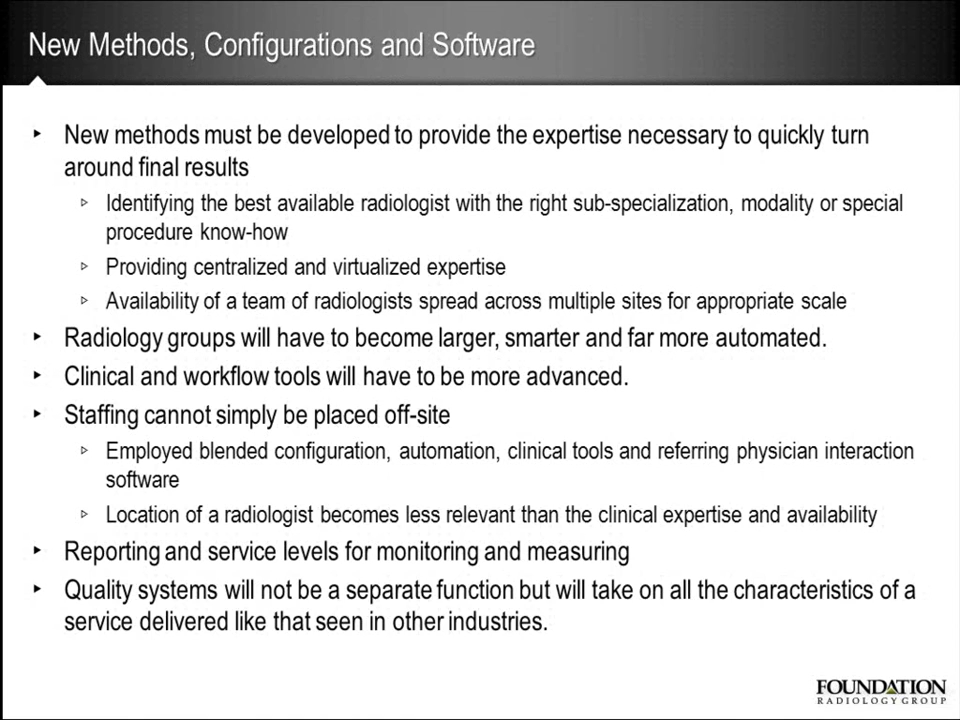 New Methods, Configurations and Software
‣ New methods must be developed to provide the expertise necessary to quickly turn
around final results
▹ Identifying the best available radiologist with the right sub-specialization, modality or special
procedure know-how
▹ Providing centralized and virtualized expertise
▹ Availability of a team of radiologists spread across multiple sites for appropriate scale
‣ Radiology groups will have to become larger, smarter and far more automated.
‣ Clinical and workflow tools will have to be more advanced.
‣ Staffing cannot simply be placed off-site
▹ Employed blended configuration, automation, clinical tools and referring physician interaction
software
▹ Location of a radiologist becomes less relevant than the clinical expertise and availability
‣ Reporting and service levels for monitoring and measuring
‣ Quality systems will not be a separate function but will take on all the characteristics of a
service delivered like that seen in other industries.
FOUNDATION
RADIOLOGY GROUP